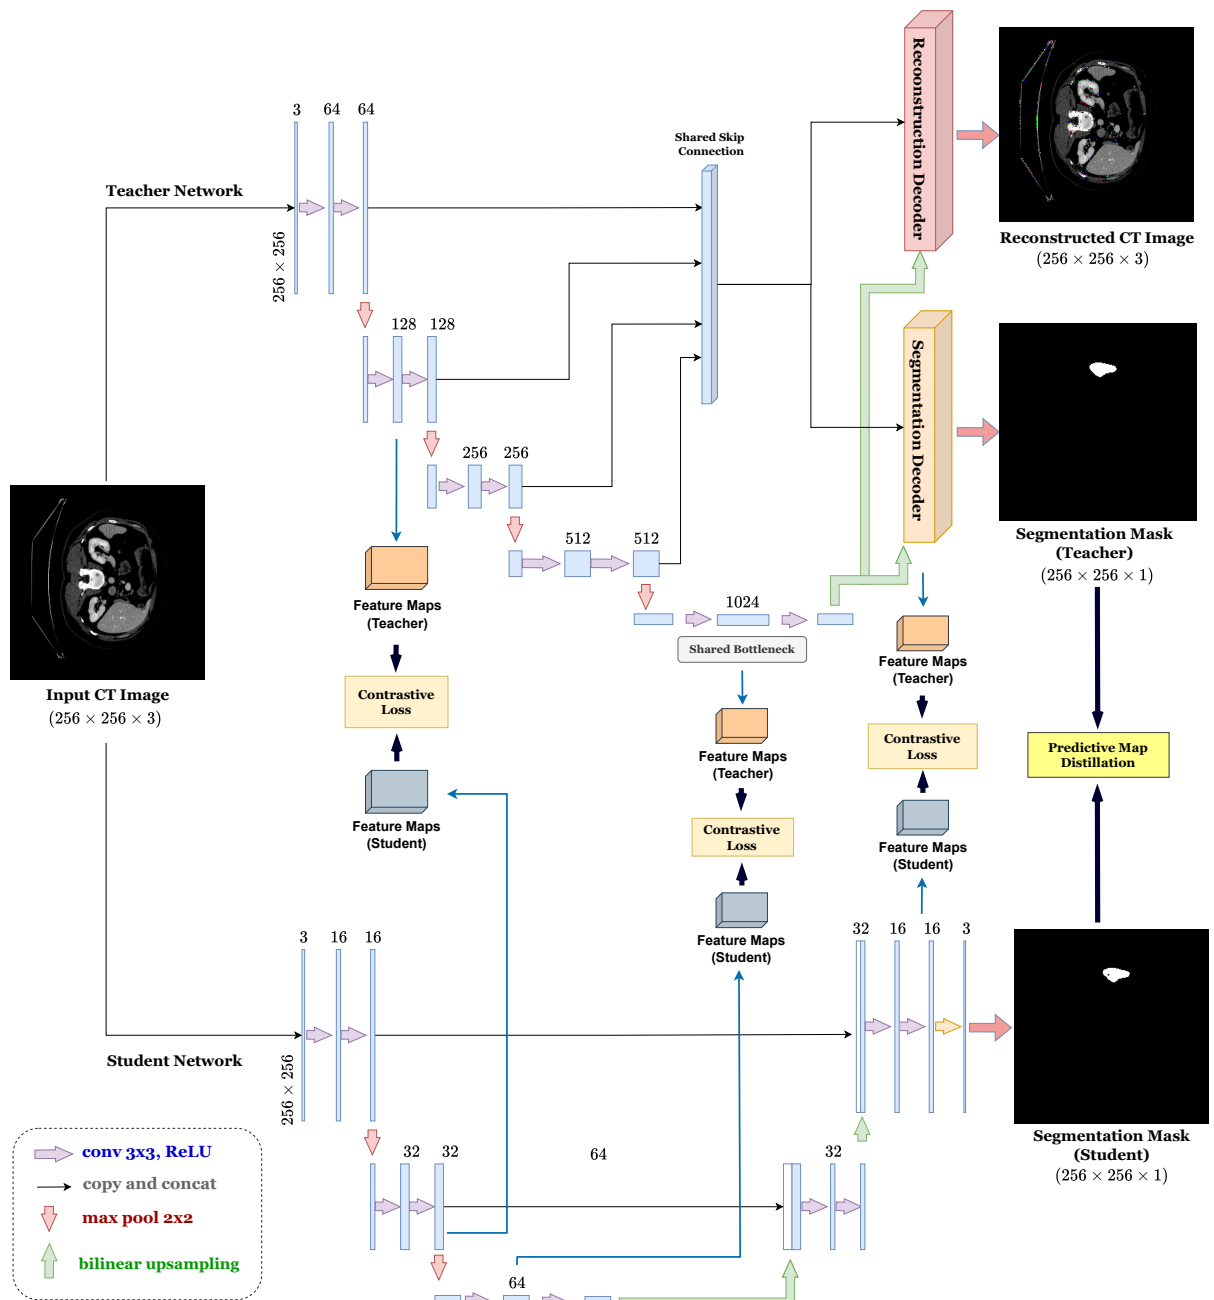 Teacher Network
3
64
64
256 × 256
128
128
256
256
512
512
1024
Shared Bottleneck
Shared Skip
Connection
Reconstruction Decoder
Segmentation Decoder
Reconstructed CT Image
(256 × 256 × 3)
Segmentation Mask
(Teacher)
(256 × 256 × 1)
Input CT Image
(256 × 256 × 3)
Feature Maps
(Teacher)
Contrastive
Loss
Feature Maps
(Student)
Feature Maps
(Teacher)
Contrastive
Loss
Feature Maps
(Student)
Feature Maps
(Teacher)
Contrastive
Loss
Feature Maps
(Student)
Predictive Map
Distillation
Student Network
3
16
16
256 × 256
32
32
64
64
32
32
16
16
3
Segmentation Mask
(Student)
(256 × 256 × 1)
conv 3x3, ReLU
copy and concat
max pool 2x2
bilinear upsampling